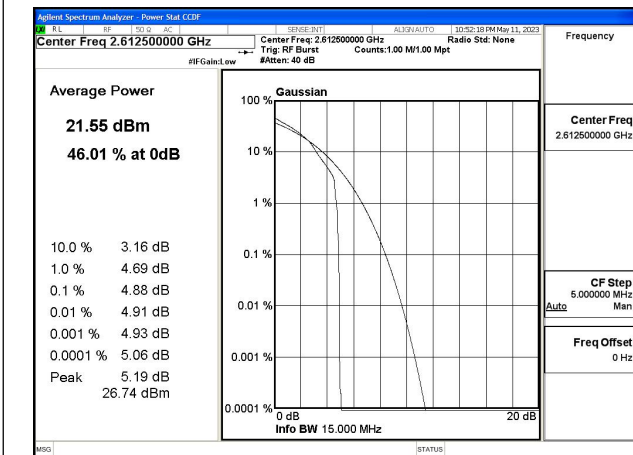 Agilent Spectrum Analyzer - Power Stat CCDF
RL RF 50 Ω AC SENSE:INT ALIGN AUTO 10:52:18 PM May 11, 2023
Center Freq 2.612500000 GHz
Center Freq: 2.612500000 GHz Radio Std: None
Trig: RF Burst Counts:1.00 M/1.00 Mpt
#IFGain:Low #Atten: 40 dB
Frequency
Average Power
21.55 dBm
46.01 % at 0dB
10.0 % 3.16 dB
1.0 % 4.69 dB
0.1 % 4.88 dB
0.01 % 4.91 dB
0.001 % 4.93 dB
0.0001 % 5.06 dB
Peak 5.19 dB
26.74 dBm
Gaussian
100 %
10 %
1 %
0.1 %
0.01 %
0.001 %
0.0001 %
0 dB 20 dB
Info BW 15.000 MHz
Center Freq
2.612500000 GHz
CF Step
5.000000 MHz
Auto Man
Freq Offset
0 Hz
MSG STATUS